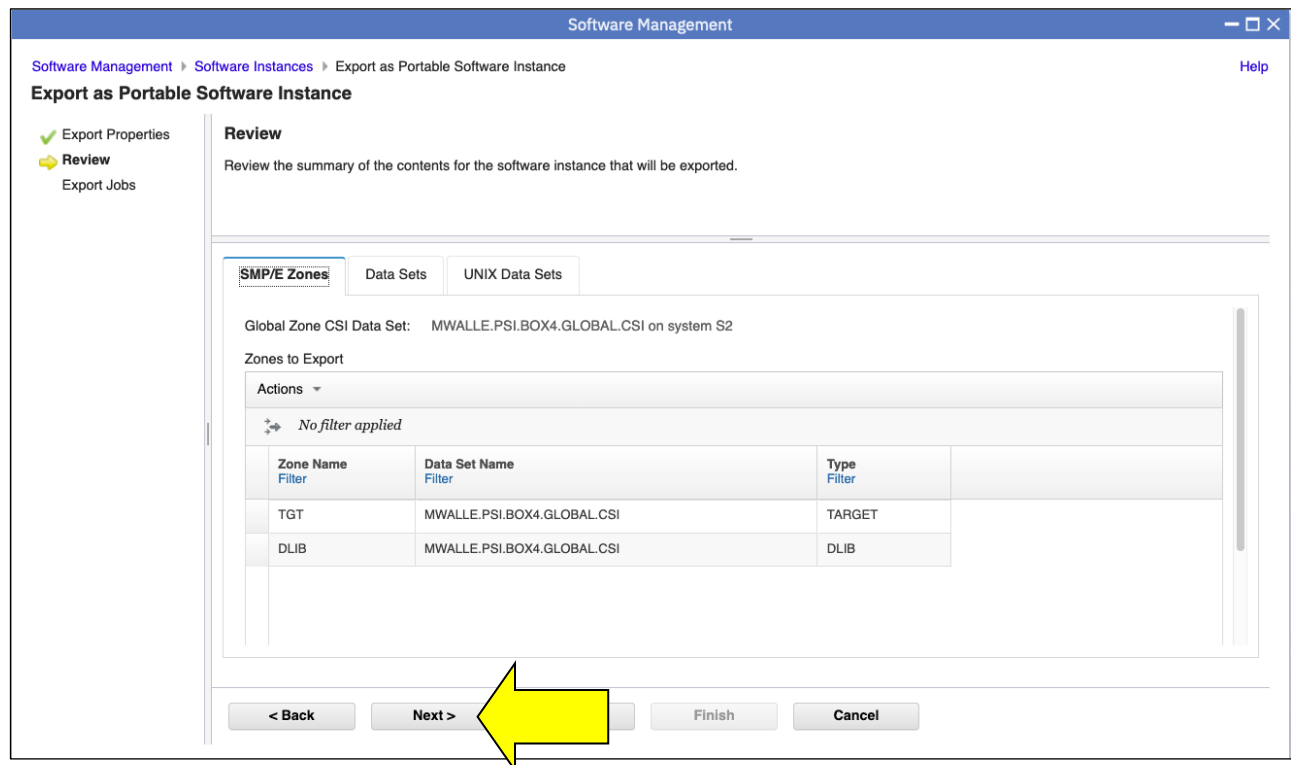 Software Management
Software Management Software Instances Export as Portable Software Instance Help
Export as Portable Software Instance
Export Properties
Review
Export Jobs
Review
Review the summary of the contents for the software instance that will be exported.
SMP/E Zones Data Sets UNIX Data Sets
Global Zone CSI Data Set: MWALLE.PSI.BOX4.GLOBAL.CSI on system S2
Zones to Export
Actions
No filter applied
Zone Name Data Set Name Type
Filter Filter Filter
TGT MWALLE.PSI.BOX4.GLOBAL.CSI TARGET
DLIB MWALLE.PSI.BOX4.GLOBAL.CSI DLIB
< Back Next > Finish Cancel